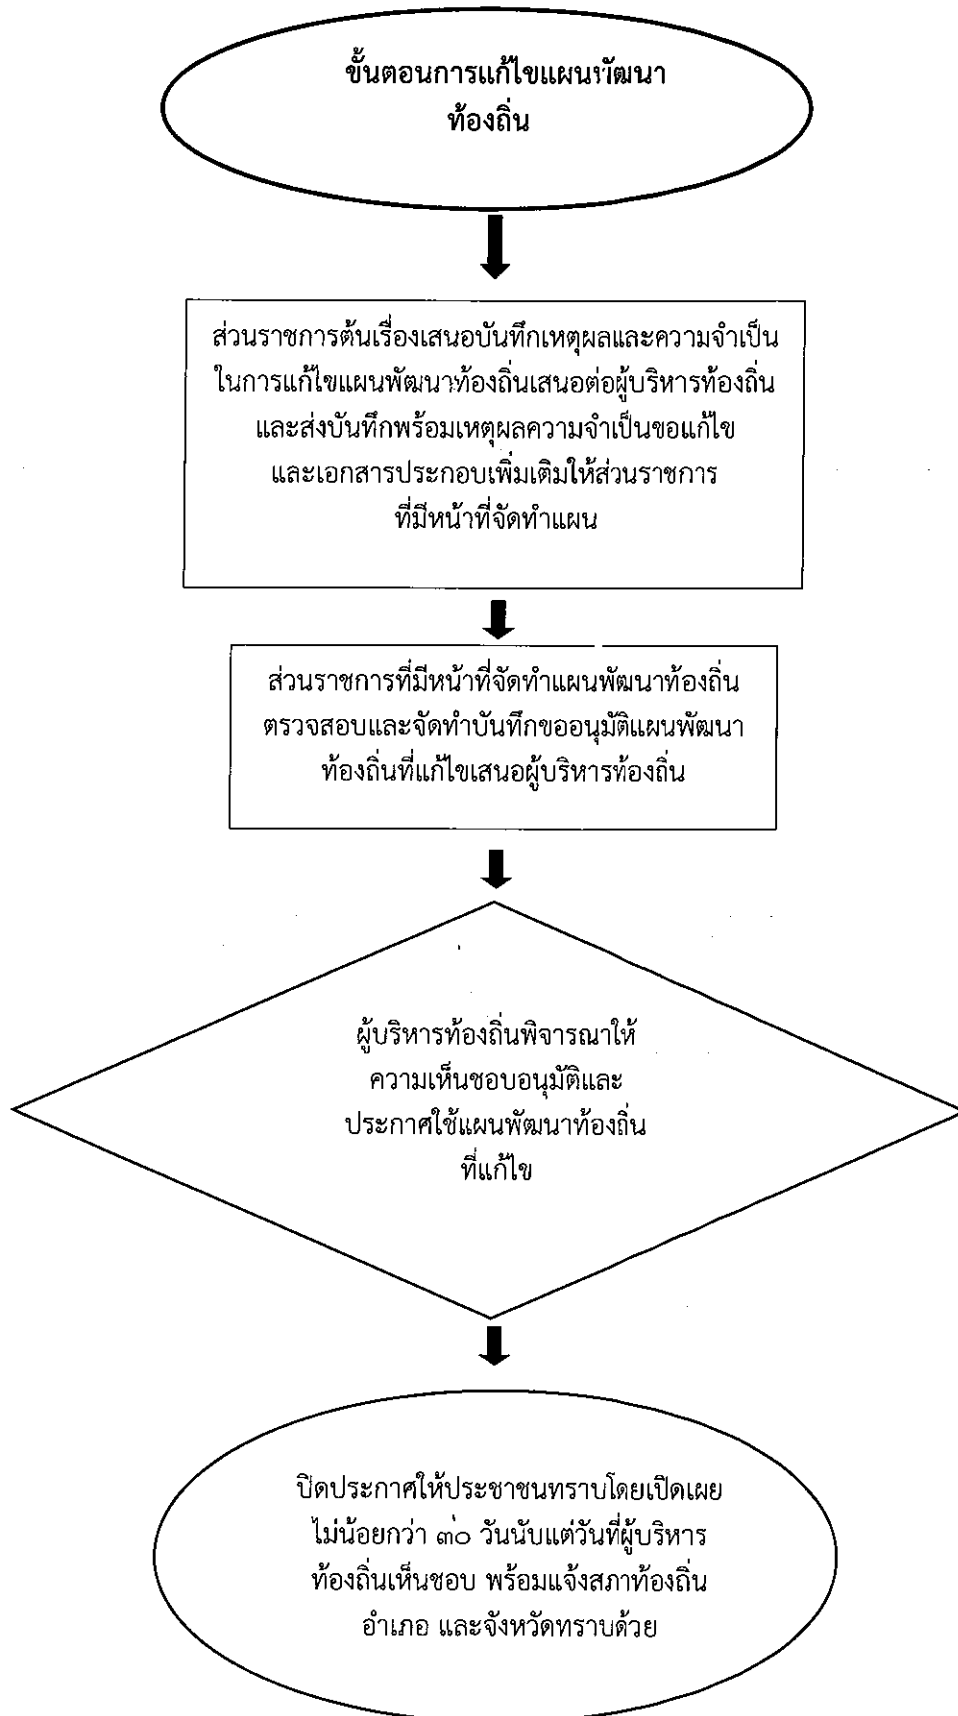 ขั้นตอนการแก้ไขแผนพัฒนา
ท้องถิ่น
ส่วนราชการต้นเรื่องเสนอบันทึกเหตุผลและความจำเป็น
ในการแก้ไขแผนพัฒนาท้องถิ่นเสนอต่อผู้บริหารท้องถิ่น
และส่งบันทึกพร้อมเหตุผลความจำเป็นขอแก้ไข
และเอกสารประกอบเพิ่มเติมให้ส่วนราชการ
ที่มีหน้าที่จัดทำแผน
ส่วนราชการที่มีหน้าที่จัดทำแผนพัฒนาท้องถิ่น
ตรวจสอบและจัดทำบันทึกขออนุมัติแผนพัฒนา
ท้องถิ่นที่แก้ไขเสนอผู้บริหารท้องถิ่น
ผู้บริหารท้องถิ่นพิจารณาให้
ความเห็นชอบอนุมัติและ
ประกาศใช้แผนพัฒนาท้องถิ่น
ที่แก้ไข
ปิดประกาศให้ประชาชนทราบโดยเปิดเผย
ไม่น้อยกว่า ๓๐ วันนับแต่วันที่ผู้บริหาร
ท้องถิ่นเห็นชอบ พร้อมแจ้งสภาท้องถิ่น
อำเภอ และจังหวัดทราบด้วย